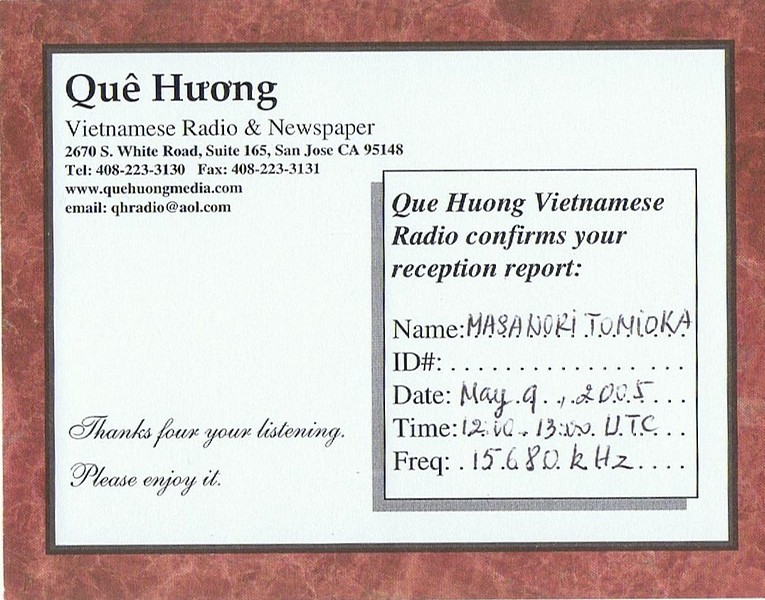 Quê Hương
Vietnamese Radio & Newspaper
2670 S. White Road, Suite 165, San Jose CA 95148
Tel: 408-223-3130 Fax: 408-223-3131
www.quehuongmedia.com
email: qhradio@aol.com
Que Huong Vietnamese
Radio confirms your
reception report:
Name: MASANORI TOMIOKA
ID#: . . . . . . . . . . . . . . . . .
Date: May 9 . , 2005 . . .
Time: 12:00 - 13:00 UTC . . .
Freq: . 15.680. kHz . . . .
Thanks four your listening.
Please enjoy it.